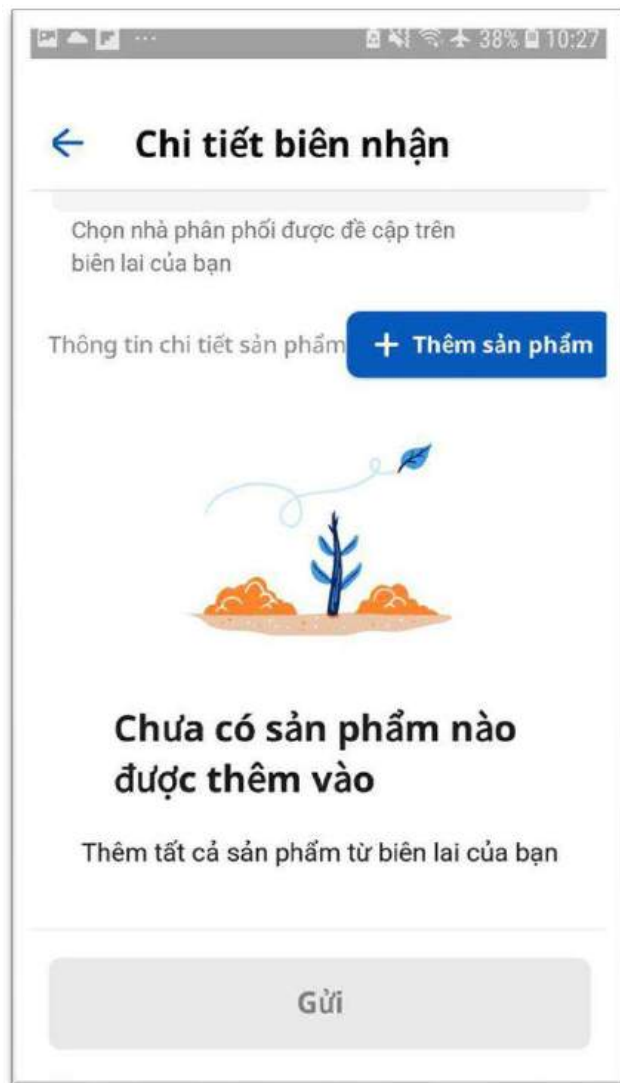 38% 10:27
Chi tiết biên nhận
Chọn nhà phân phối được đề cập trên
biên lai của bạn
Thông tin chi tiết sản phẩm + Thêm sản phẩm
Chưa có sản phẩm nào
được thêm vào
Thêm tất cả sản phẩm từ biên lai của bạn
Gửi